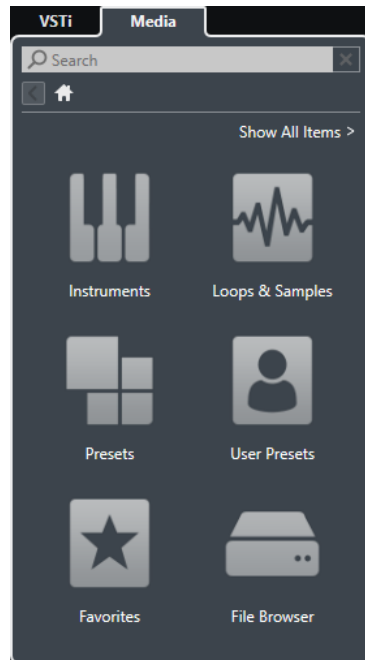 VSTi Media
Search
Show All Items >
Instruments Loops & Samples
Presets User Presets
Favorites File Browser